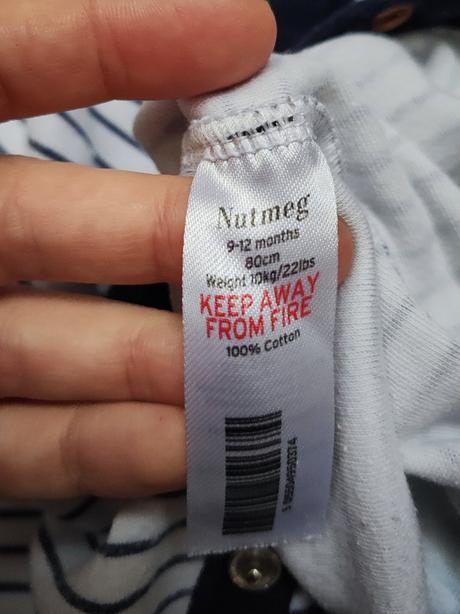 Nutmeg
9-12 months
80cm
Weight 10kg/22lbs
KEEP AWAY
FROM FIRE
100% Cotton